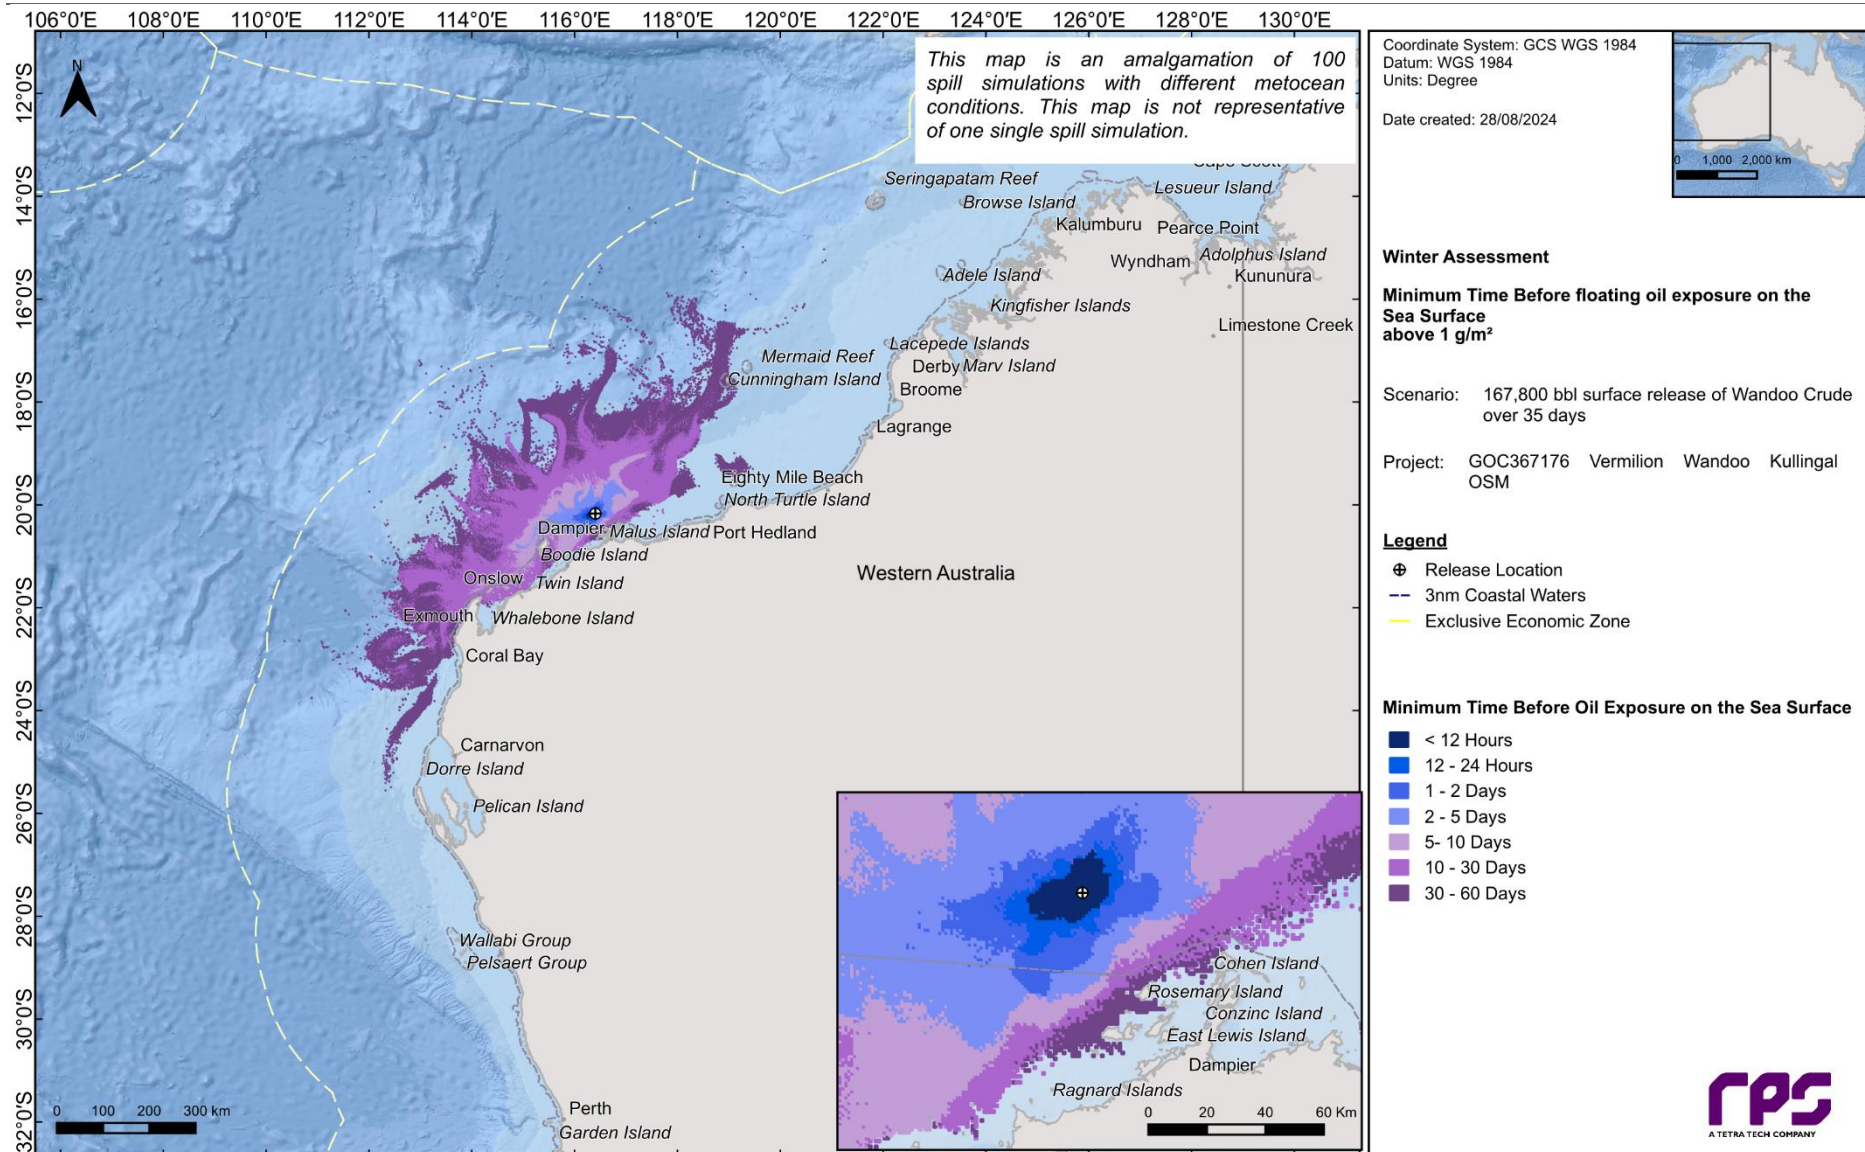 106°0'E 108°0'E 110°0'E 112°0'E 114°0'E 116°0'E 118°0'E 120°0'E 122°0'E 124°0'E 126°0'E 128°0'E 130°0'E
12°0'S
14°0'S
16°0'S
18°0'S
20°0'S
22°0'S
24°0'S
26°0'S
28°0'S
30°0'S
32°0'S
N
This map is an amalgamation of 100
spill simulations with different metocean
conditions. This map is not representative
of one single spill simulation.
Cape Scott
Seringapatam Reef
Lesueur Island
Browse Island
Kalumburu
Pearce Point
Adolphus Island
Wyndham
Kununura
Adele Island
Kingfisher Islands
Limestone Creek
Lacepede Islands
Mermaid Reef
Derby
Marv Island
Cunningham Island
Broome
Lagrange
Eighty Mile Beach
North Turtle Island
Dampier
Malus Island
Port Hedland
Boodie Island
Western Australia
Onslow
Twin Island
Exmouth
Whalebone Island
Coral Bay
Carnarvon
Dorre Island
Pelican Island
Wallabi Group
Pelsaert Group
Perth
Garden Island
0 100 200 300 km
Cohen Island
Rosemary Island
Conzinc Island
East Lewis Island
Dampier
Ragnard Islands
0 20 40 60 Km
Coordinate System: GCS WGS 1984
Datum: WGS 1984
Units: Degree
Date created: 28/08/2024
0 1,000 2,000 km
Winter Assessment
Minimum Time Before floating oil exposure on the
Sea Surface
above 1 g/m²
Scenario: 167,800 bbl surface release of Wandoo Crude
over 35 days
Project: GOC367176 Vermilion Wandoo Kullingal
OSM
Legend
Release Location
3nm Coastal Waters
Exclusive Economic Zone
Minimum Time Before Oil Exposure on the Sea Surface
< 12 Hours
12 - 24 Hours
1 - 2 Days
2 - 5 Days
5- 10 Days
10 - 30 Days
30 - 60 Days
rps
A TETRA TECH COMPANY